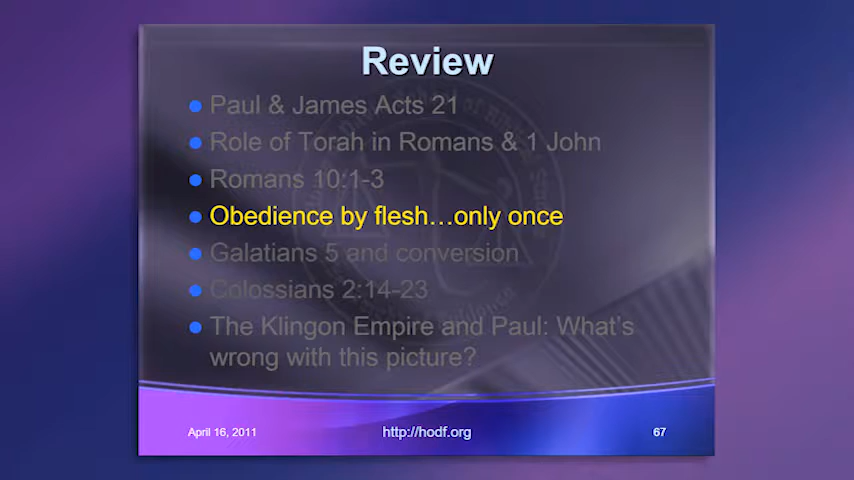 Review
Paul & James Acts 21
Role of Torah in Romans & 1 John
Romans 10:1-3
Obedience by flesh…only once
Galatians 5 and conversion
Colossians 2:14-23
The Klingon Empire and Paul: What's
wrong with this picture?
April 16, 2011
http://hodf.org
67